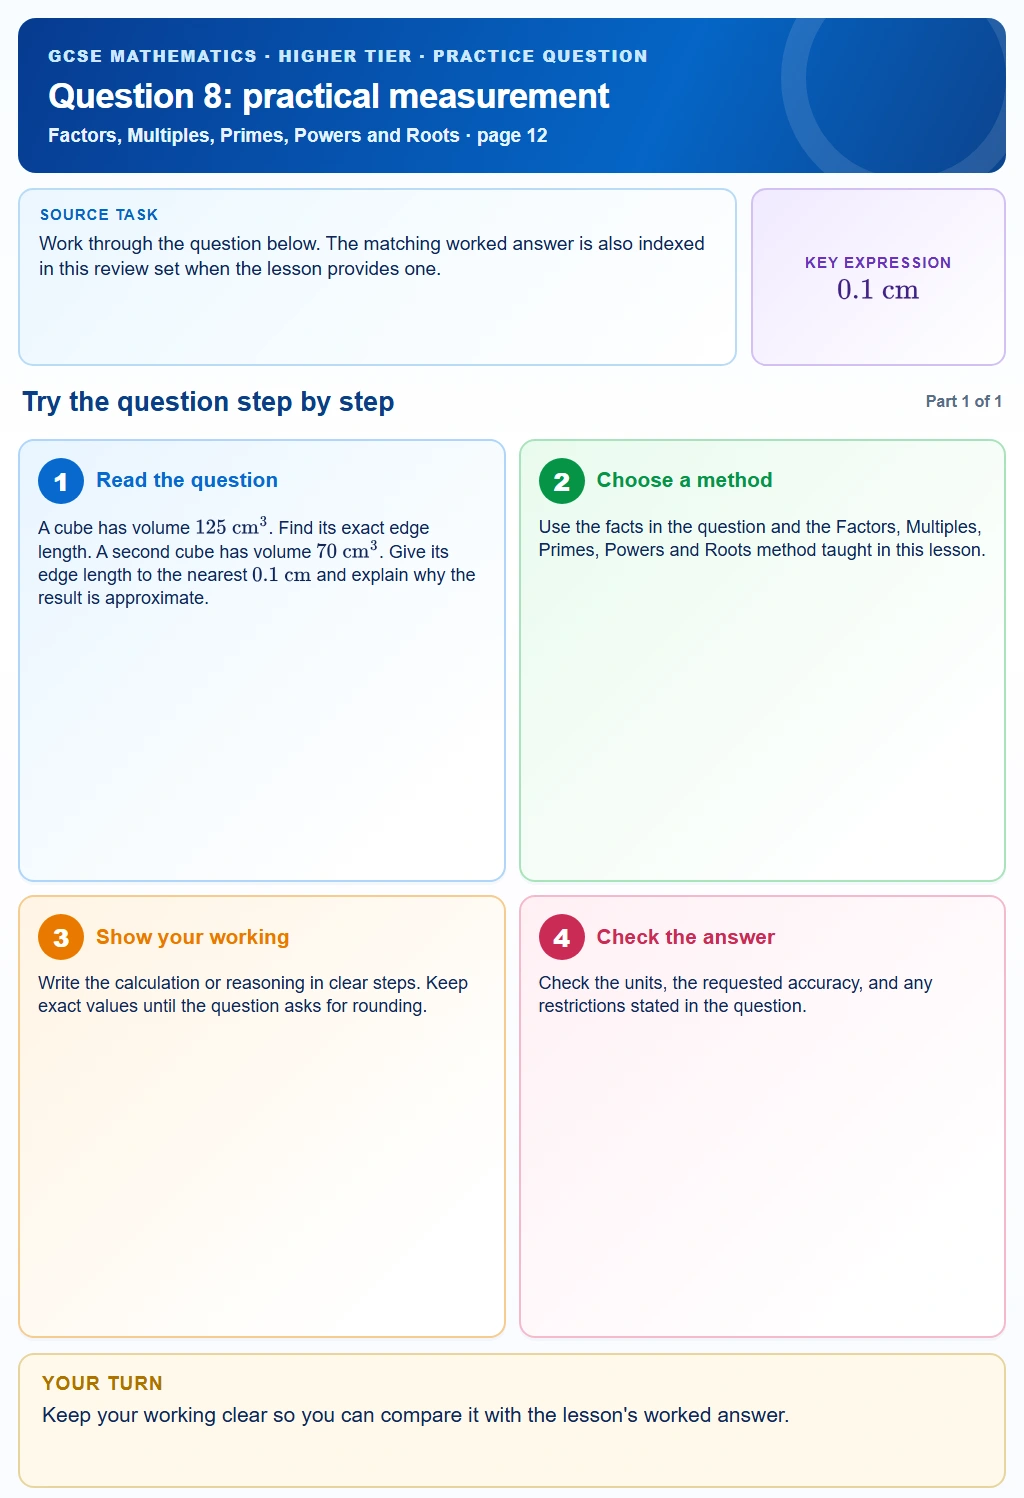 GCSE MATHEMATICS · HIGHER TIER · PRACTICE QUESTION
Question 8: practical measurement
Factors, Multiples, Primes, Powers and Roots · page 12
SOURCE TASK
Work through the question below. The matching worked answer is also indexed
in this review set when the lesson provides one.
KEY EXPRESSION
0.1 cm
Try the question step by step
Part 1 of 1
1 Read the question
A cube has volume 125 cm³. Find its exact edge
length. A second cube has volume 70 cm³. Give its
edge length to the nearest 0.1 cm and explain why the
result is approximate.
2 Choose a method
Use the facts in the question and the Factors, Multiples,
Primes, Powers and Roots method taught in this lesson.
3 Show your working
Write the calculation or reasoning in clear steps. Keep
exact values until the question asks for rounding.
4 Check the answer
Check the units, the requested accuracy, and any
restrictions stated in the question.
YOUR TURN
Keep your working clear so you can compare it with the lesson's worked answer.